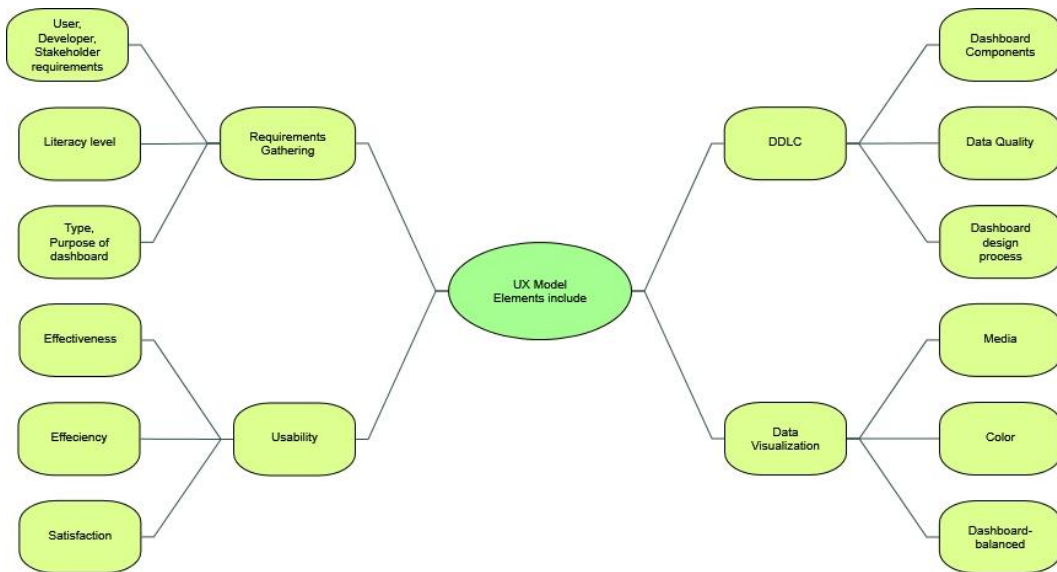 User,
Developer,
Stakeholder
requirements
Literacy level
Type,
Purpose of
dashboard
Requirements
Gathering
Effectiveness
Effeciency
Satisfaction
Usability
UX Model
Elements include
DDLC
Dashboard
Components
Data Quality
Dashboard
design
process
Data
Visualization
Media
Color
Dashboard-
balanced